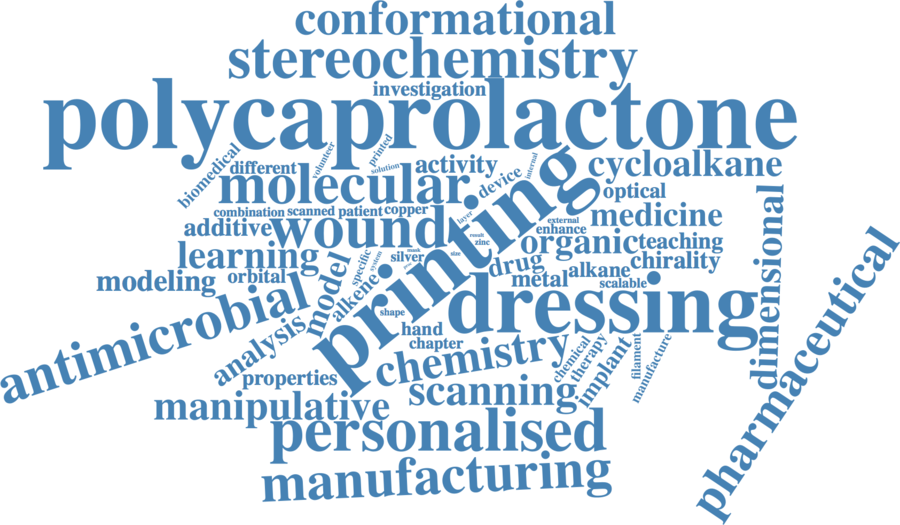 conformational
stereochemistry
investigation
polycaprolactone
biomedical
different
volunteer
printed
solution
activity
device
internal
cycloalkane
molecular
optical
combination
scanned
patient
copper
layer
external
medicine
additive
wound
printing
enhance
organic
teaching
dimensional
learning
model
specific
system
silver
result
zinc
size
drug
chirality
modeling
orbital
alkene
metal
alkane
scalable
antimicrobial
shape
dressing
pharmaceutical
analysis
hand
chapter
chemistry
chemical
therapy
implant
filament
manufacture
properties
scanning
manipulative
personalised
manufacturing